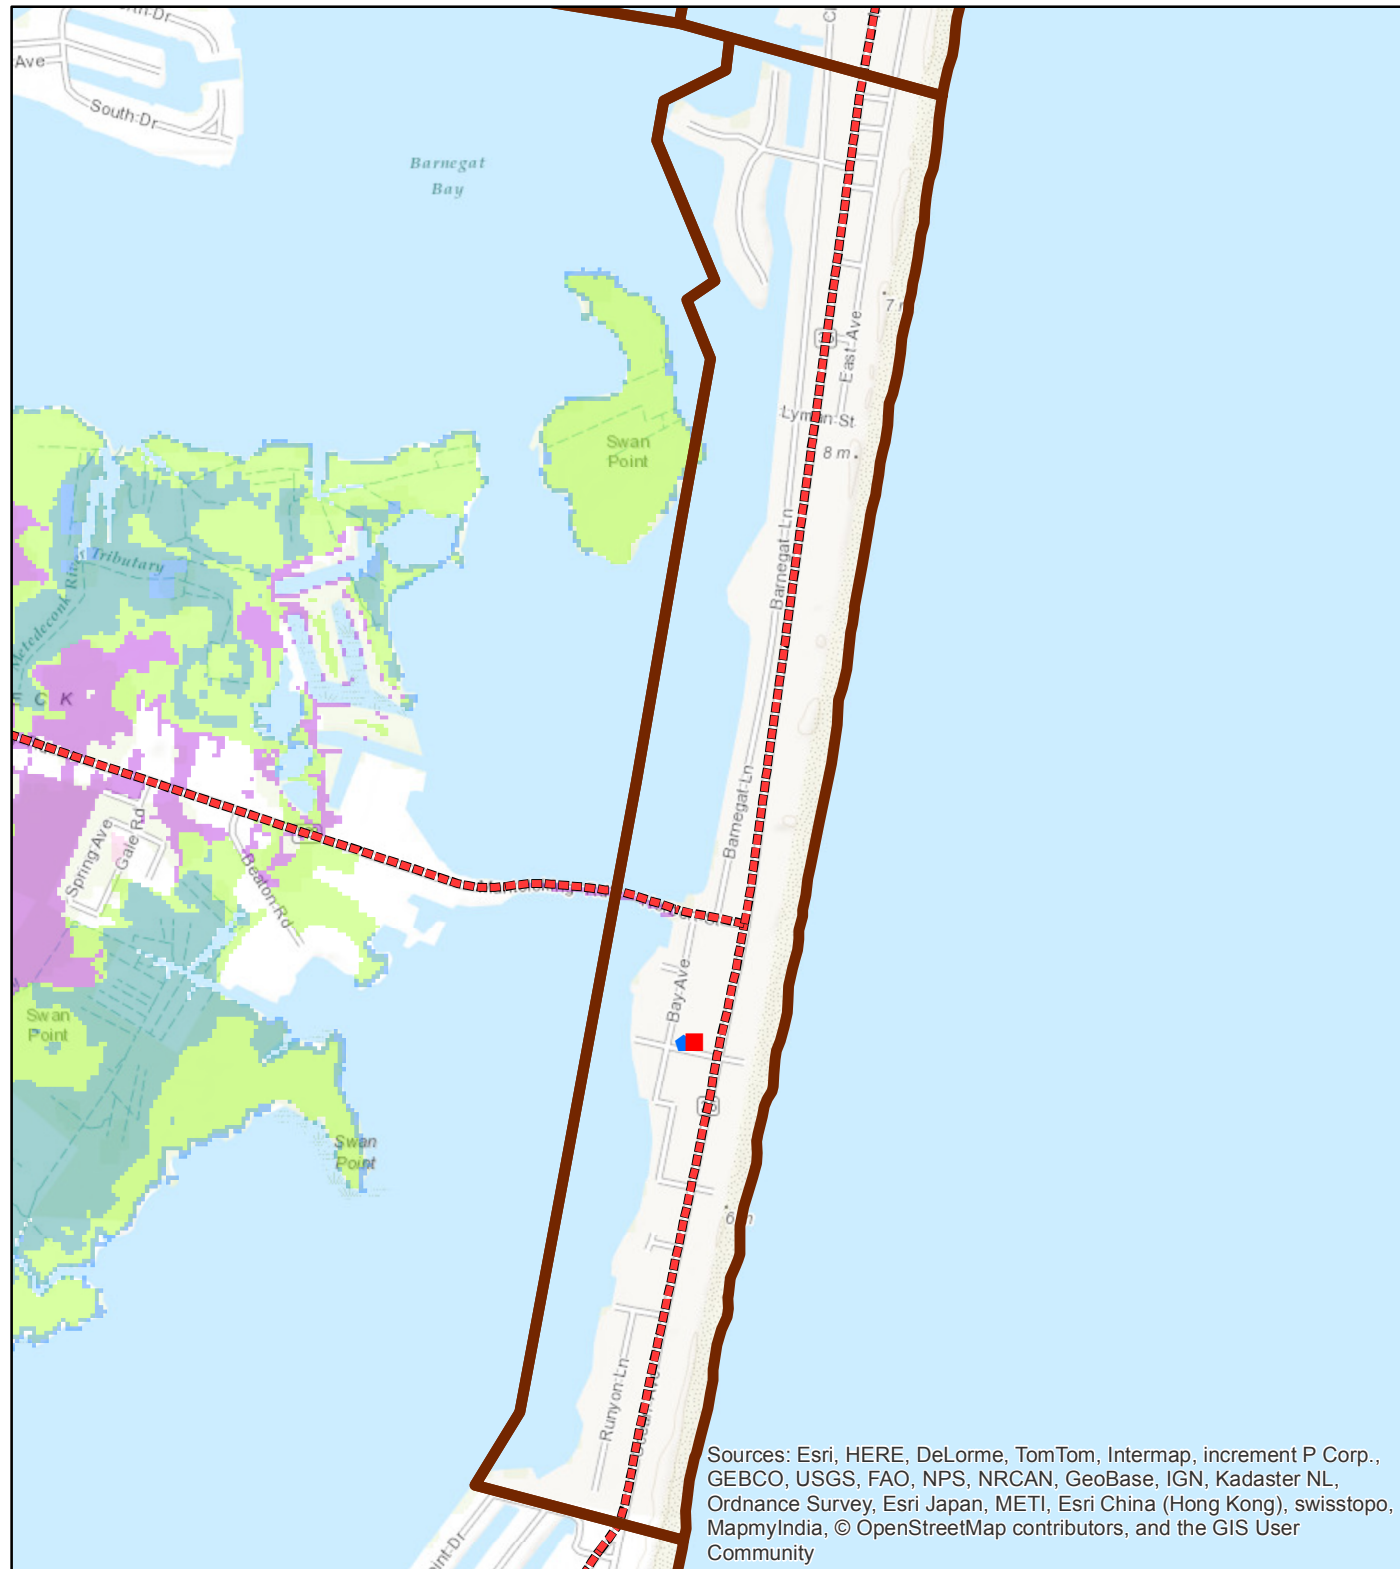 Ave
South Dr
Barnegat
Bay
7
East Ave
Lyman St
8 m
Swan
Point
Barnegat Ln
Tributary
Metedeconk River
E C K
Barnegat Ln
Spring Ave
Gale Rd
Beaton Rd
Bay Ave
Swan
Point
Swan
Point
6 m
Runyon Ln
Sources: Esri, HERE, DeLorme, TomTom, Intermap, increment P Corp.,
GEBCO, USGS, FAO, NPS, NRCAN, GeoBase, IGN, Kadaster NL,
Ordnance Survey, Esri Japan, METI, Esri China (Hong Kong), swisstopo,
MapmyIndia, © OpenStreetMap contributors, and the GIS User
Community